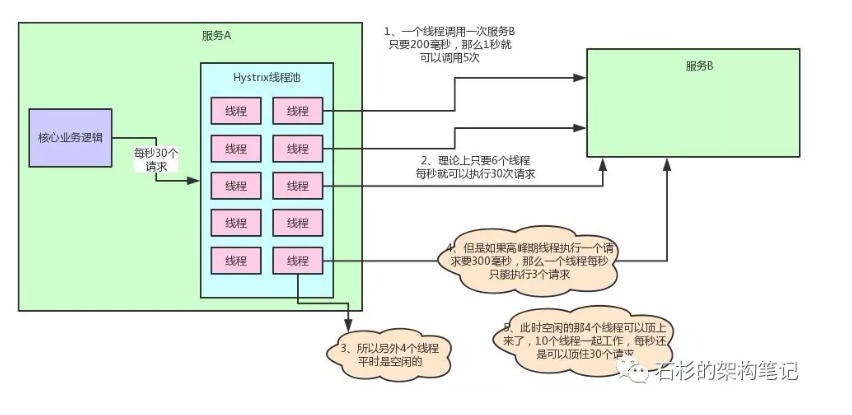 服务A
Hystrix线程池
核心业务逻辑
每秒30个
请求
线程 线程
线程 线程
线程 线程
线程 线程
线程 线程
1、一个线程调用一次服务B
只要200毫秒，那么1秒就
可以调用5次
服务B
2、理论上只要6个线程
每秒就可以执行30次请求
4、但是如果高峰期线程执行一个请
求要300毫秒，那么一个线程每秒
只能执行3个请求
3、所以另外4个线程
平时是空闲的
5、此时空闲的那4个线程可以顶上
来了，10个线程一起工作，每秒还
是可以顶住30个请求
石杉的架构笔记